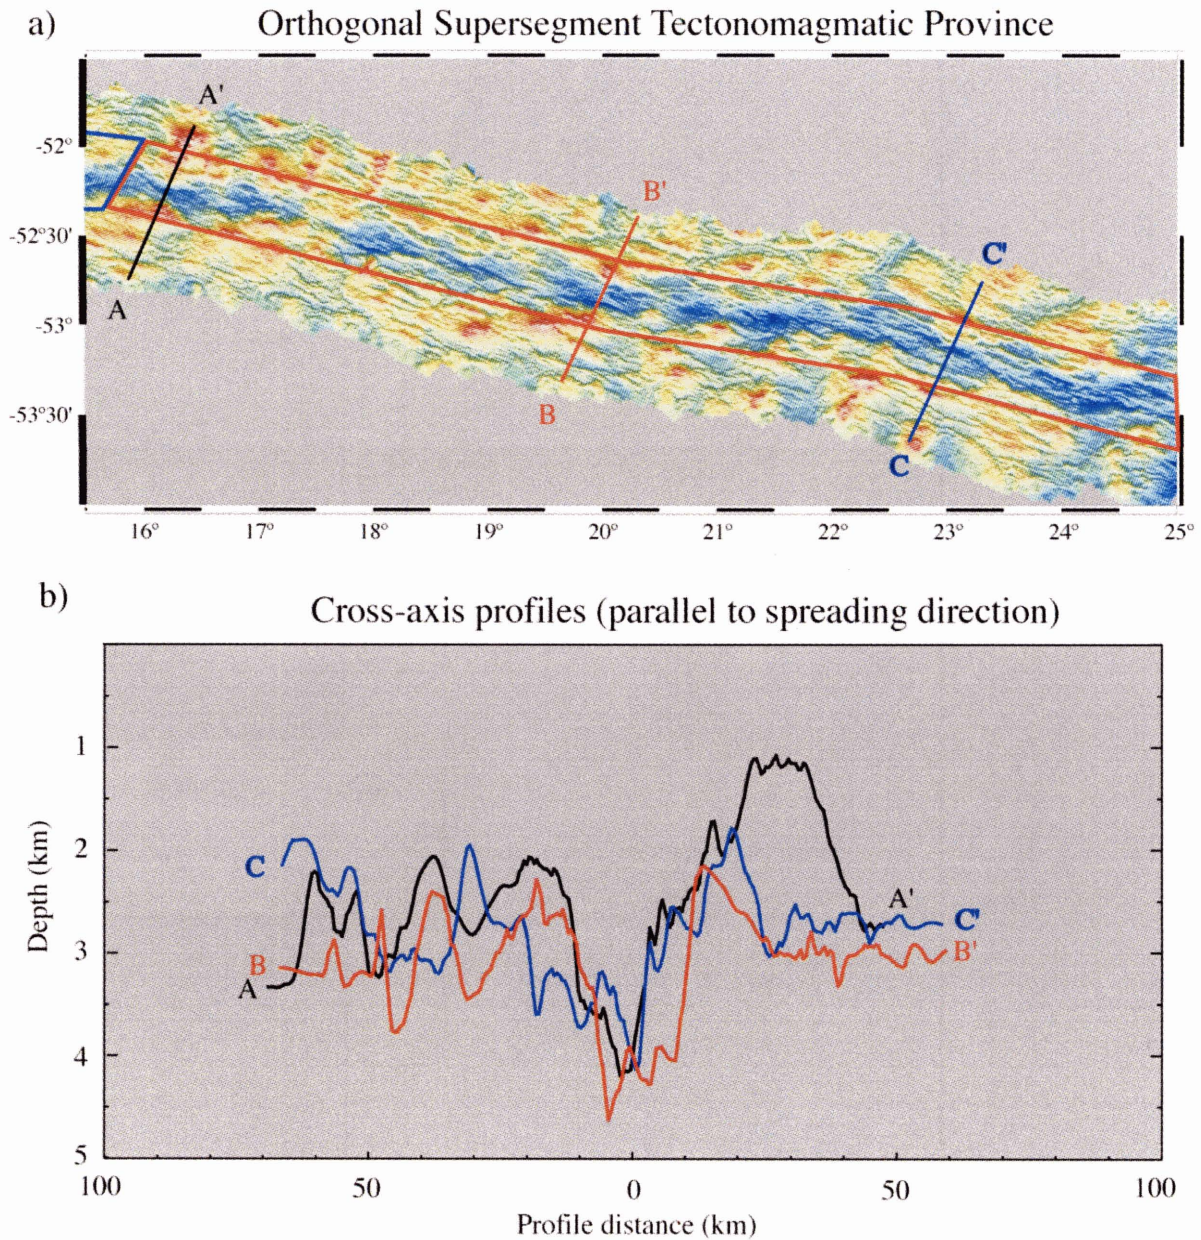 a)
Orthogonal Supersegment Tectonomagmatic Province
A'
-52°
B'
-52°30'
C'
A
-53°
B
-53°30'
C
16° 17° 18° 19° 20° 21° 22° 23° 24° 25°
b)
Cross-axis profiles (parallel to spreading direction)
1
2
3
4
5
Depth (km)
C
B
A
A'
C'
B'
100 50 0 50 100
Profile distance (km)